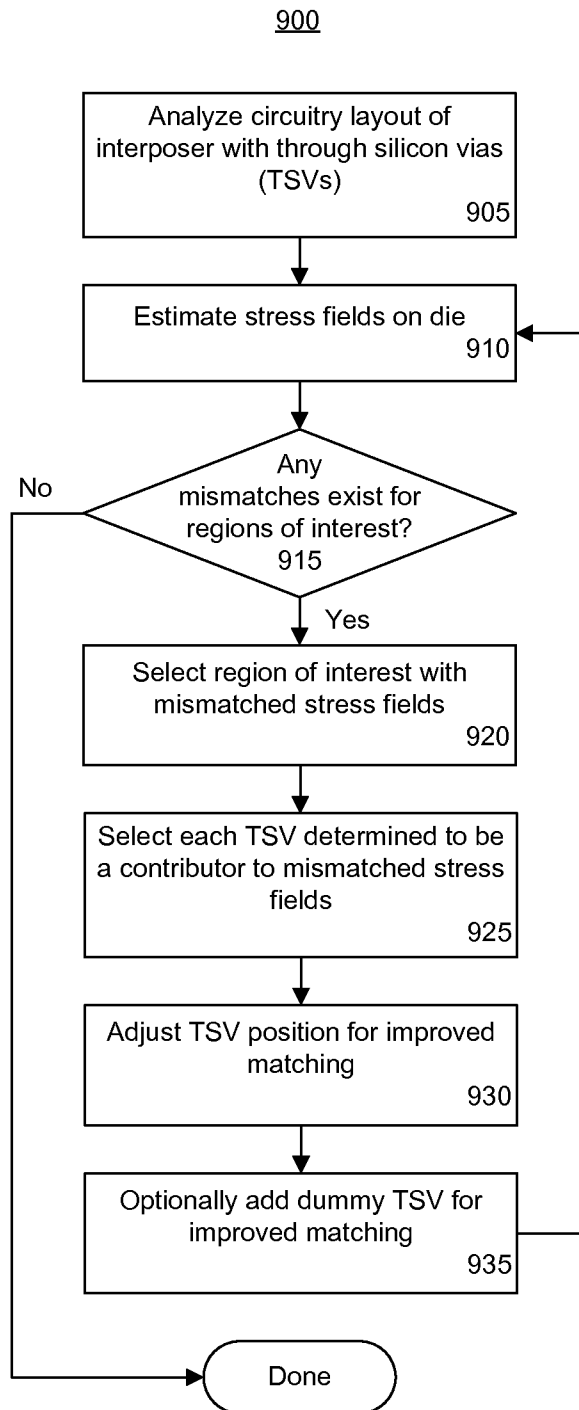 900
Analyze circuitry layout of
interposer with through silicon vias
(TSVs)
905
Estimate stress fields on die
910
Any
mismatches exist for
regions of interest?
915
No
Yes
Select region of interest with
mismatched stress fields
920
Select each TSV determined to be
a contributor to mismatched stress
fields
925
Adjust TSV position for improved
matching
930
Optionally add dummy TSV for
improved matching
935
Done